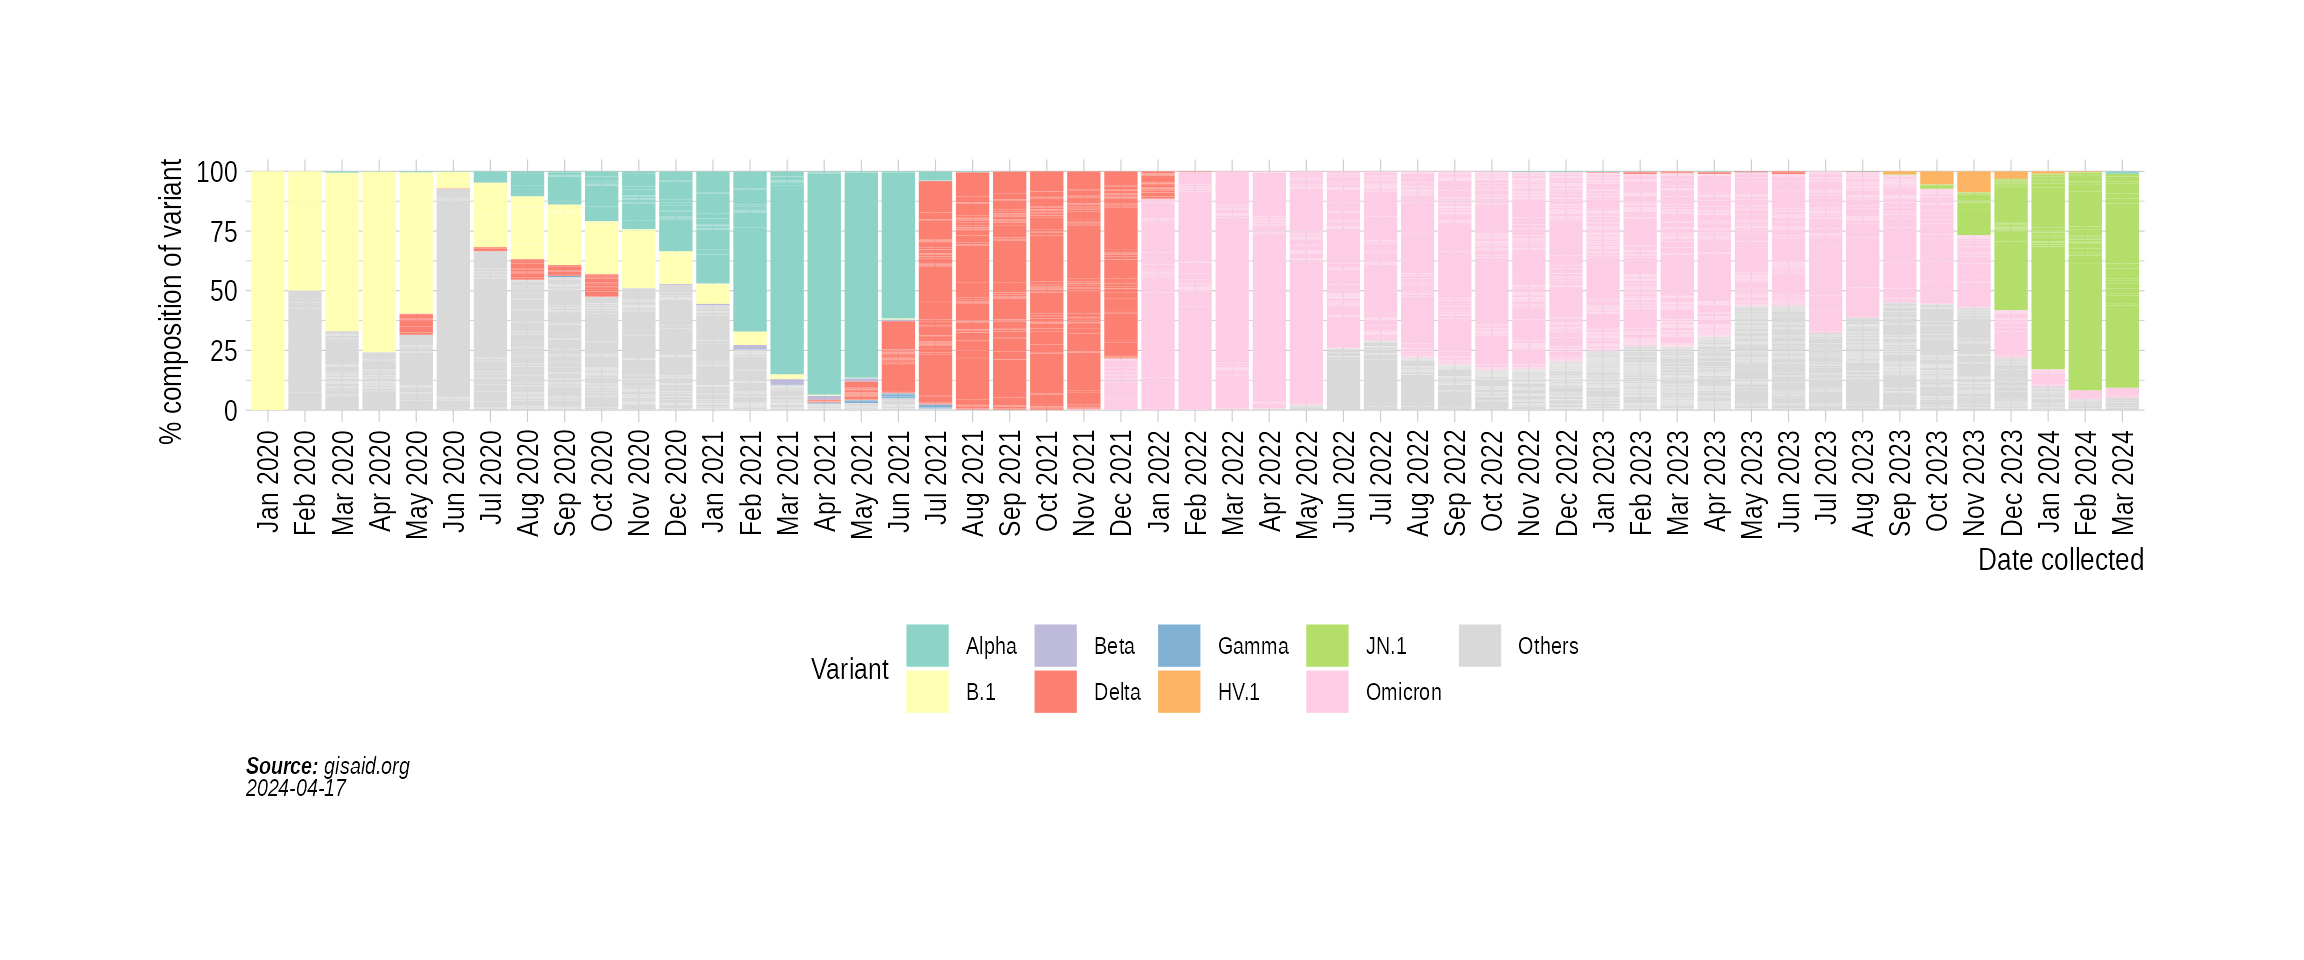 % composition of variant
100
75
50
25
0
Jan 2020
Feb 2020
Mar 2020
Apr 2020
May 2020
Jun 2020
Jul 2020
Aug 2020
Sep 2020
Oct 2020
Nov 2020
Dec 2020
Jan 2021
Feb 2021
Mar 2021
Apr 2021
May 2021
Jun 2021
Jul 2021
Aug 2021
Sep 2021
Oct 2021
Nov 2021
Dec 2021
Jan 2022
Feb 2022
Mar 2022
Apr 2022
May 2022
Jun 2022
Jul 2022
Aug 2022
Sep 2022
Oct 2022
Nov 2022
Dec 2022
Jan 2023
Feb 2023
Mar 2023
Apr 2023
May 2023
Jun 2023
Jul 2023
Aug 2023
Sep 2023
Oct 2023
Nov 2023
Dec 2023
Jan 2024
Feb 2024
Mar 2024
Date collected
Variant
Alpha
Beta
Gamma
JN.1
Others
B.1
Delta
HV.1
Omicron
Source: gisaid.org
2024-04-17